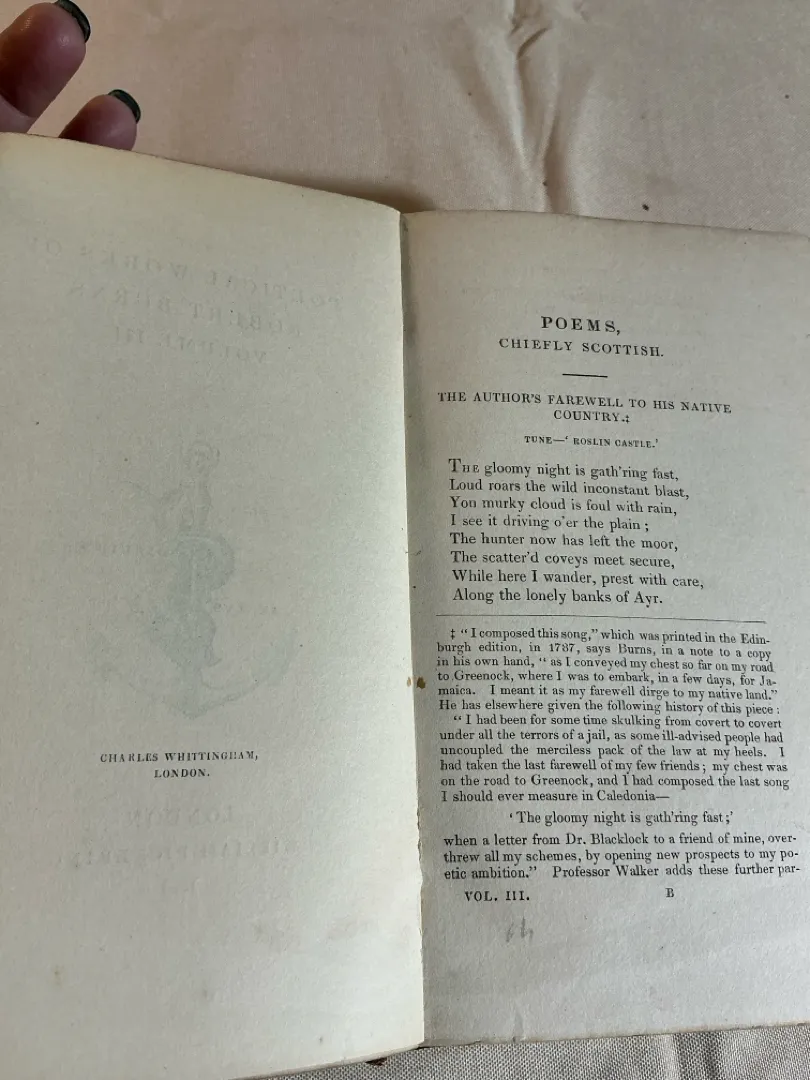 CHARLES WHITTINGHAM,
LONDON.
POEMS,
CHIEFLY SCOTTISH.
THE AUTHOR'S FAREWELL TO HIS NATIVE
COUNTRY.‡
TUNE—‘ ROSLIN CASTLE.’
THE gloomy night is gath'ring fast,
Loud roars the wild inconstant blast,
You murky cloud is foul with rain,
I see it driving o'er the plain ;
The hunter now has left the moor,
The scatter'd coveys meet secure,
While here I wander, prest with care,
Along the lonely banks of Ayr.
‡ “ I composed this song,” which was printed in the Edin-
burgh edition, in 1787, says Burns, in a note to a copy
in his own hand, “ as I conveyed my chest so far on my road
to Greenock, where I was to embark, in a few days, for Ja-
maica. I meant it as my farewell dirge to my native land.”
He has elsewhere given the following history of this piece :
“ I had been for some time skulking from covert to covert
under all the terrors of a jail, as some ill-advised people had
uncoupled the merciless pack of the law at my heels. I
had taken the last farewell of my few friends ; my chest was
on the road to Greenock, and I had composed the last song
I should ever measure in Caledonia—
‘ The gloomy night is gath'ring fast ;’
when a letter from Dr. Blacklock to a friend of mine, over-
threw all my schemes, by opening new prospects to my po-
etic ambition.” Professor Walker adds these further par-
VOL. III. B